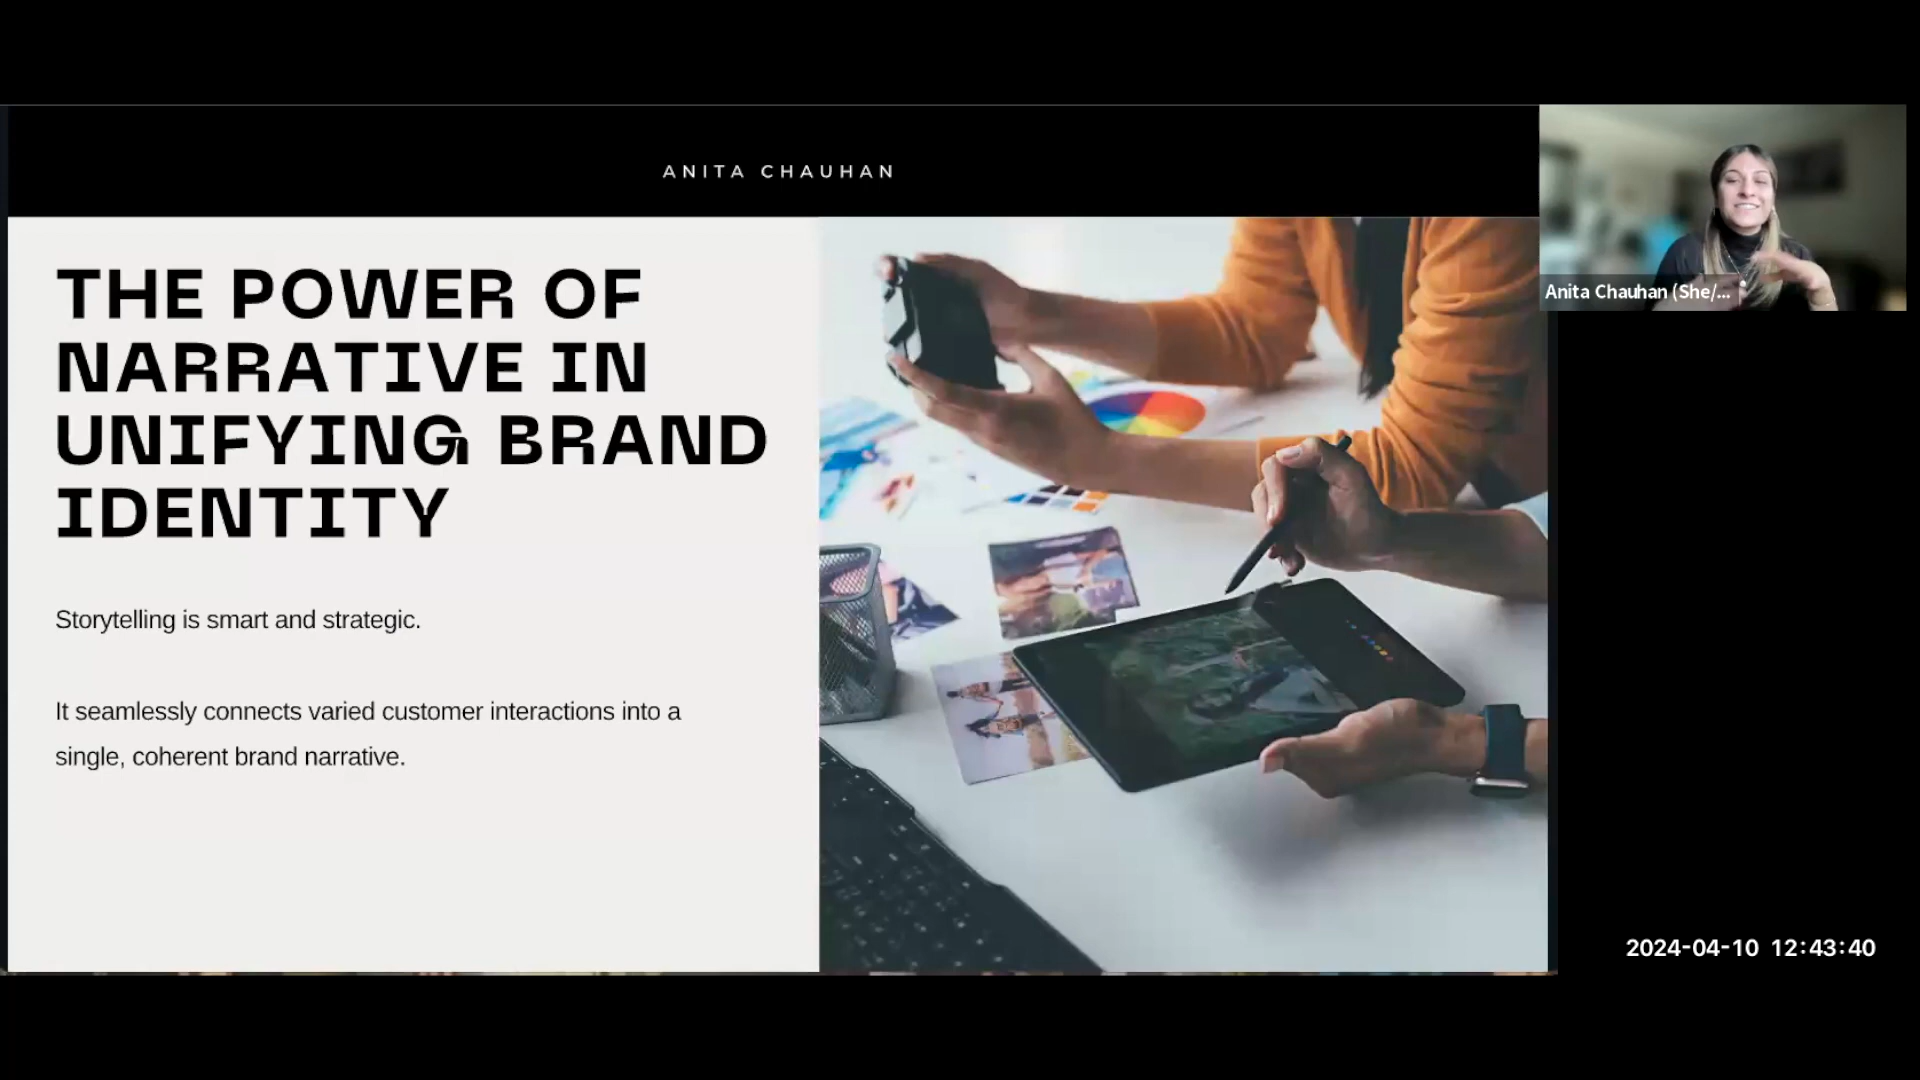 ANITA CHAUHAN
THE POWER OF
NARRATIVE IN
UNIFYING BRAND
IDENTITY
Storytelling is smart and strategic.
It seamlessly connects varied customer interactions into a
single, coherent brand narrative.
Anita Chauhan (She/...
2024-04-10 12:43:40